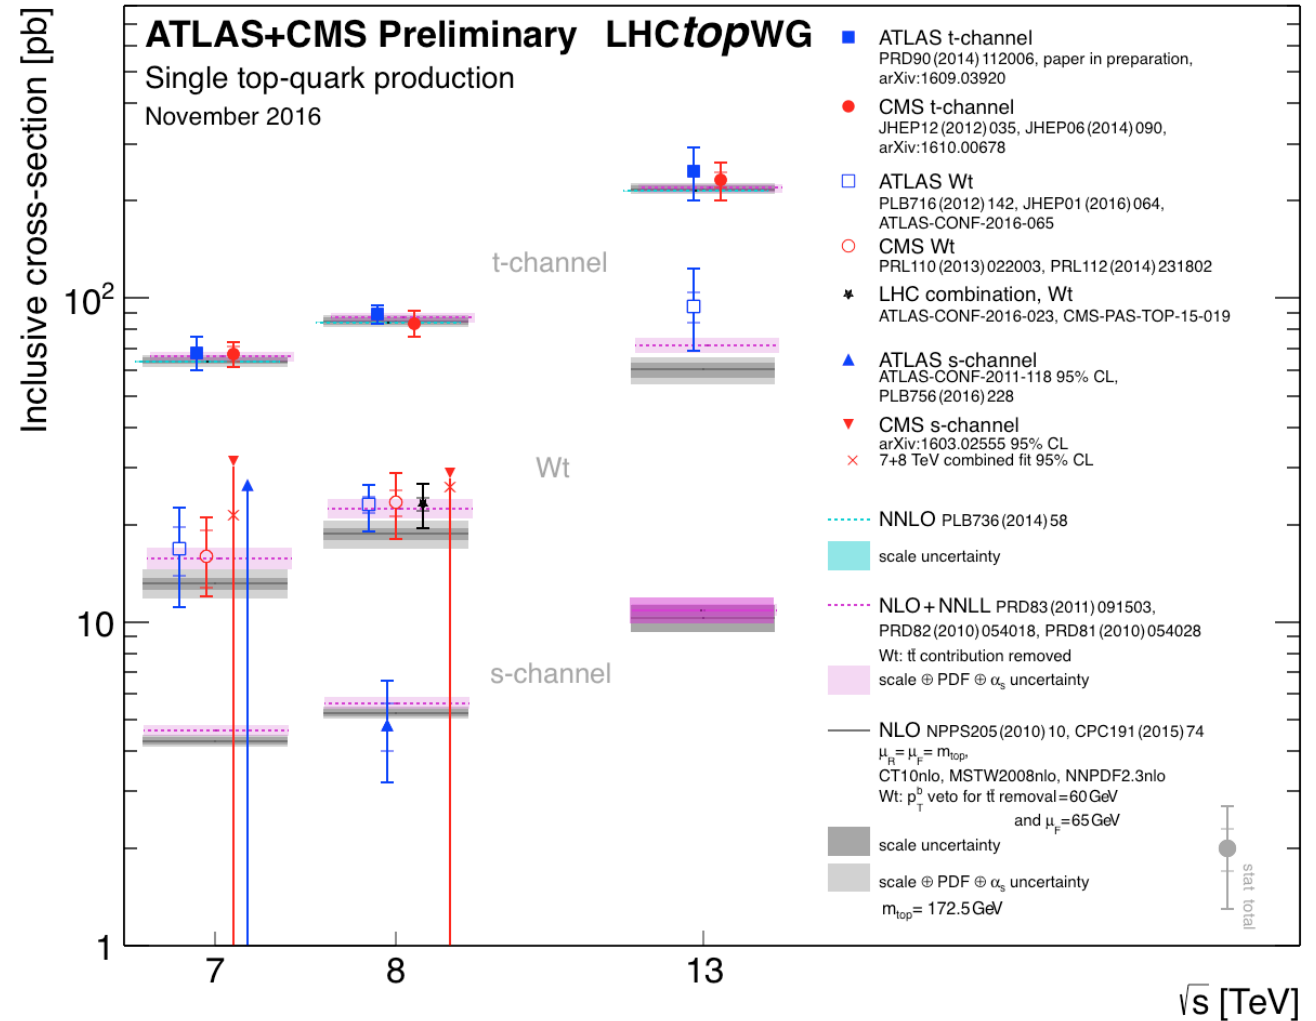 ATLAS+CMS Preliminary LHCtopWG
Single top-quark production
November 2016
Inclusive cross-section [pb]
10²
10
1
7
8
13
√s [TeV]
t-channel
Wt
s-channel
ATLAS t-channel
PRD90(2014)112006, paper in preparation,
arXiv:1609.03920
CMS t-channel
JHEP12(2012)035, JHEP06(2014)090,
arXiv:1610.00678
ATLAS Wt
PLB716(2012)142, JHEP01(2016)064,
ATLAS-CONF-2016-065
CMS Wt
PRL110(2013)022003, PRL112(2014)231802
LHC combination, Wt
ATLAS-CONF-2016-023, CMS-PAS-TOP-15-019
ATLAS s-channel
ATLAS-CONF-2011-118 95% CL,
PLB756(2016)228
CMS s-channel
arXiv:1603.02555 95% CL
7+8 TeV combined fit 95% CL
NNLO PLB736(2014)58
scale uncertainty
NLO+NNLL PRD83(2011)091503,
PRD82(2010)054018, PRD81(2010)054028
Wt: tt̄ contribution removed
scale ⊕ PDF ⊕ αs uncertainty
NLO NPPS205(2010)10, CPC191(2015)74
μR = μF = mtop,
CT10nlo, MSTW2008nlo, NNPDF2.3nlo
Wt: pTb veto for tt̄ removal=60GeV
and μF=65GeV
scale uncertainty
scale ⊕ PDF ⊕ αs uncertainty
mtop = 172.5GeV
stat total